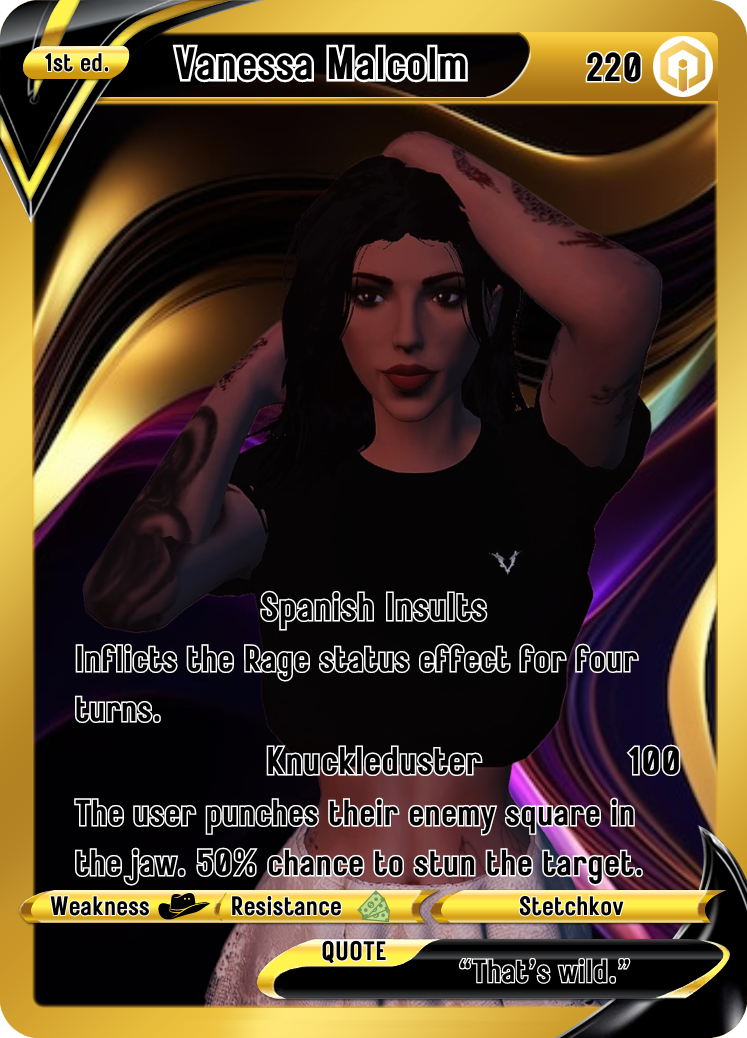 1st ed.
Vanessa Malcolm
220
Spanish Insults
Inflicts the Rage status effect for four
turns.
Knuckleduster 100
The user punches their enemy square in
the jaw. 50% chance to stun the target.
Weakness Resistance Stetchkov
QUOTE
“That’s wild.”